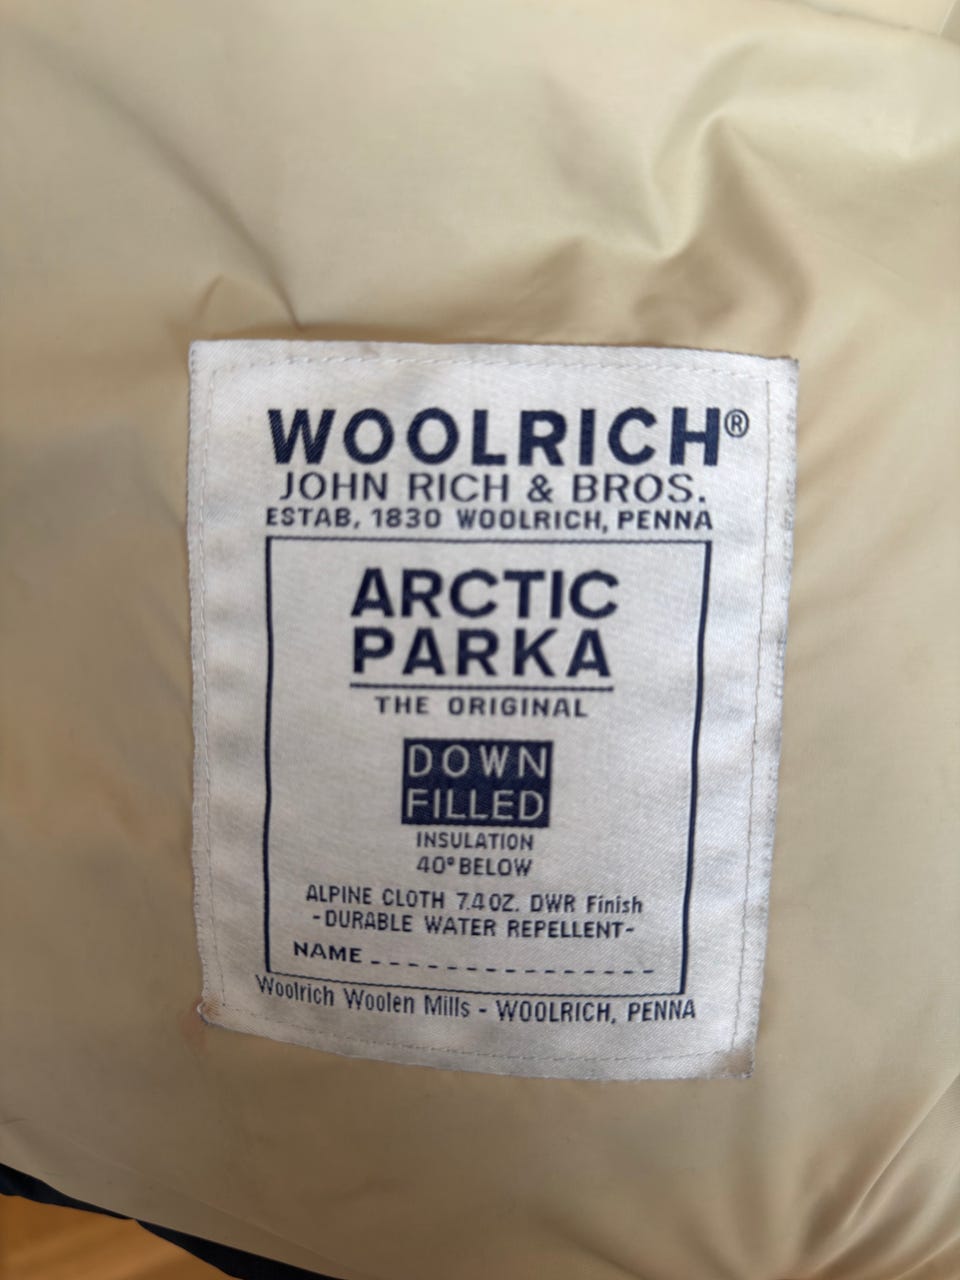 WOOLRICH®
JOHN RICH & BROS.
ESTAB, 1830 WOOLRICH, PENNA
ARCTIC
PARKA
THE ORIGINAL
DOWN
FILLED
INSULATION
40° BELOW
ALPINE CLOTH 7.4 OZ. DWR Finish
-DURABLE WATER REPELLENT-
NAME _ _ _ _ _ _ _ _ _ _ _ _ _ _ _
Woolrich Woolen Mills - WOOLRICH, PENNA